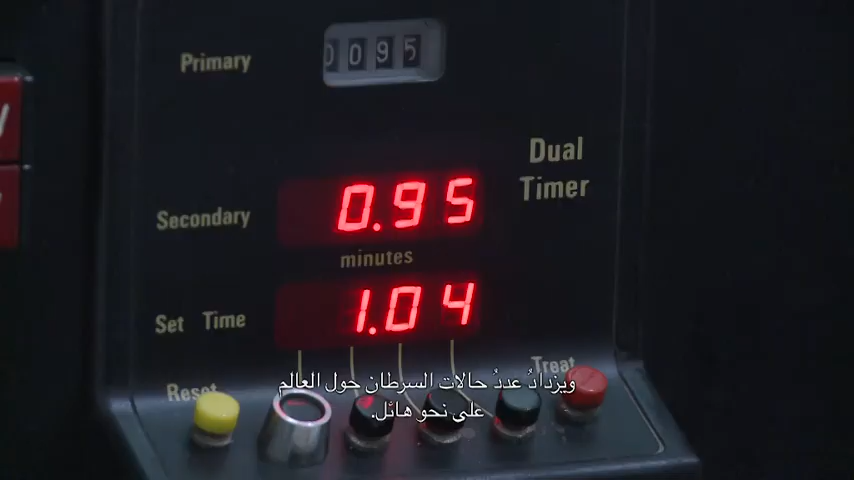 Primary
0095
Dual
Timer
Secondary
0.95
minutes
Set Time
1.04
Treat
Reset
ويزدادُ عددُ حالات السرطان حول العالم
على نحو هائل.